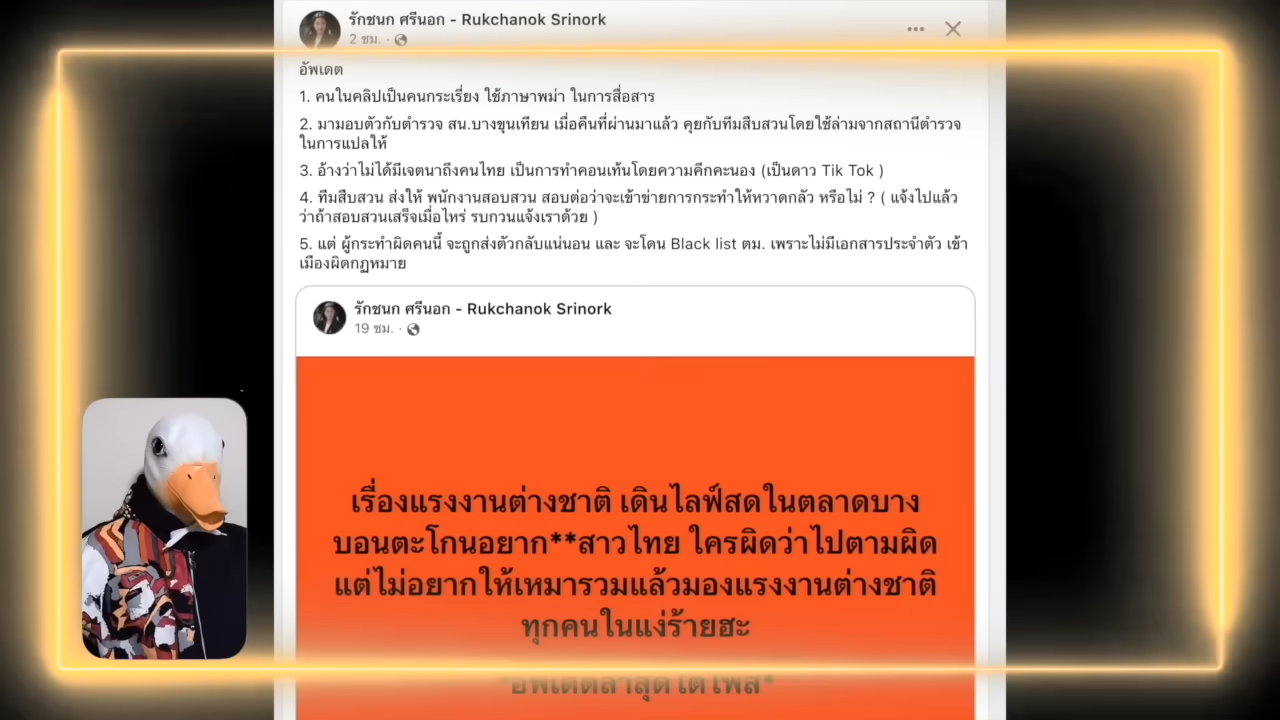 รักชนก ศรีนอก - Rukchanok Srinork
2 ชม. ·
อัพเดต
1. คนในคลิปเป็นคนกระเรี่ยง ใช้ภาษาพม่า ในการสื่อสาร
2. มามอบตัวกับตำรวจ สน.บางขุนเทียน เมื่อคืนที่ผ่านมาแล้ว คุยกับทีมสืบสวนโดยใช้ล่ามจากสถานีตำรวจ
ในการแปลให้
3. อ้างว่าไม่ได้มีเจตนาถึงคนไทย เป็นการทำคอนเท้นโดยความคึกคะนอง (เป็นดาว Tik Tok )
4. ทีมสืบสวน ส่งให้ พนักงานสอบสวน สอบต่อว่าจะเข้าข่ายการกระทำให้หวาดกลัว หรือไม่ ? ( แจ้งไปแล้ว
ว่าถ้าสอบสวนเสร็จเมื่อไหร่ รบกวนแจ้งเราด้วย )
5. แต่ ผู้กระทำผิดคนนี้ จะถูกส่งตัวกลับแน่นอน และ จะโดน Black list ตม. เพราะไม่มีเอกสารประจำตัว เข้า
เมืองผิดกฏหมาย
รักชนก ศรีนอก - Rukchanok Srinork
19 ชม. ·
เรื่องแรงงานต่างชาติ เดินไลฟ์สดในตลาดบาง
บอนตะโกนอยาก**สาวไทย ใครผิดว่าไปตามผิด
แต่ไม่อยากให้เหมารวมแล้วมองแรงงานต่างชาติ
ทุกคนในแง่ร้ายฮะ
*อัพเดตล่าสุดใต้โพส*